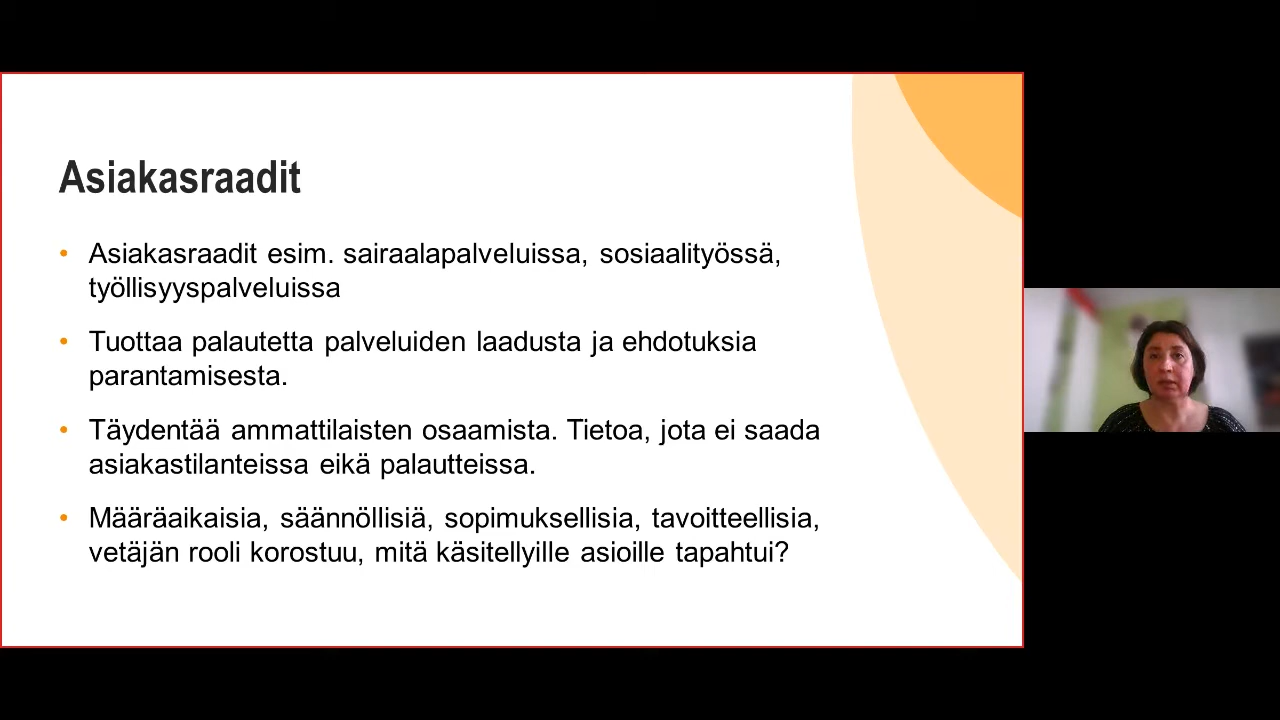 Asiakasraadit
• Asiakasraadit esim. sairaalapalveluissa, sosiaalityössä,
työllisyyspalveluissa
• Tuottaa palautetta palveluiden laadusta ja ehdotuksia
parantamisesta.
• Täydentää ammattilaisten osaamista. Tietoa, jota ei saada
asiakastilanteissa eikä palautteissa.
• Määräaikaisia, säännöllisiä, sopimuksellisia, tavoitteellisia,
vetäjän rooli korostuu, mitä käsitellyille asioille tapahtui?